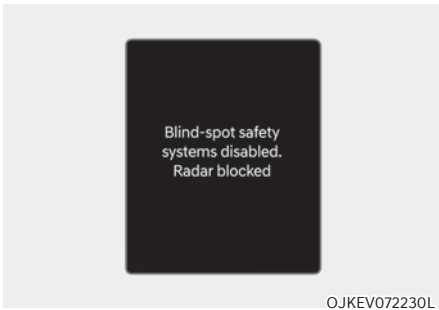 Blind-spot safety
systems disabled.
Radar blocked
OJKEV072230L